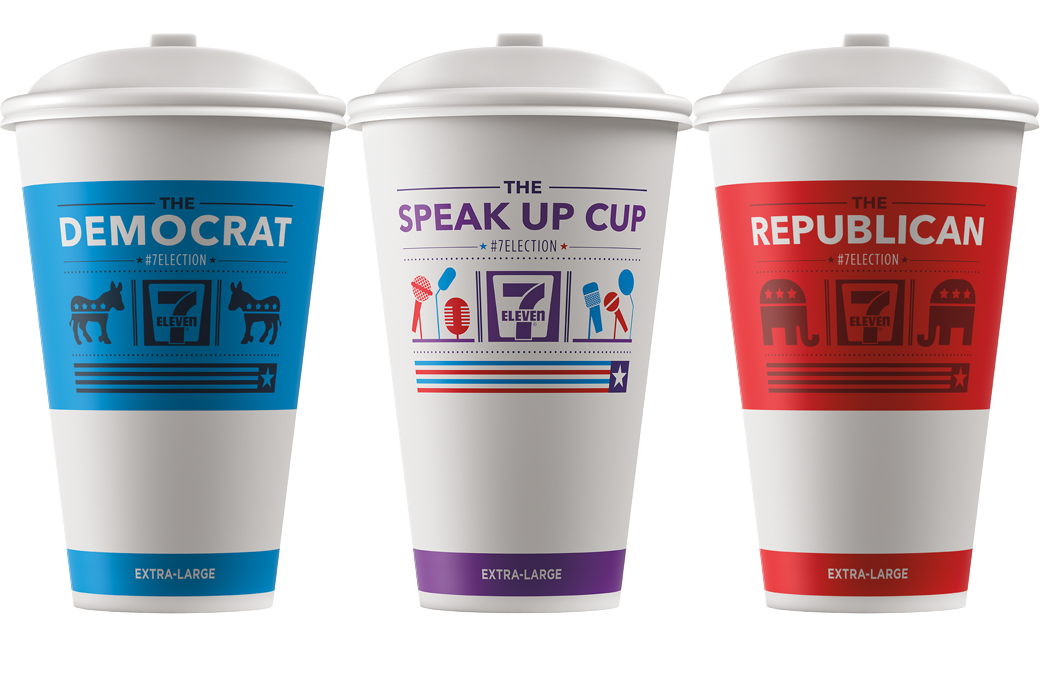 THE
DEMOCRAT
#7ELECTION
7
ELEVEn
EXTRA-LARGE
THE
SPEAK UP CUP
#7ELECTION
7
ELEVEn
®
EXTRA-LARGE
THE
REPUBLICAN
#7ELECTION
7
ELEVEn
EXTRA-LARGE